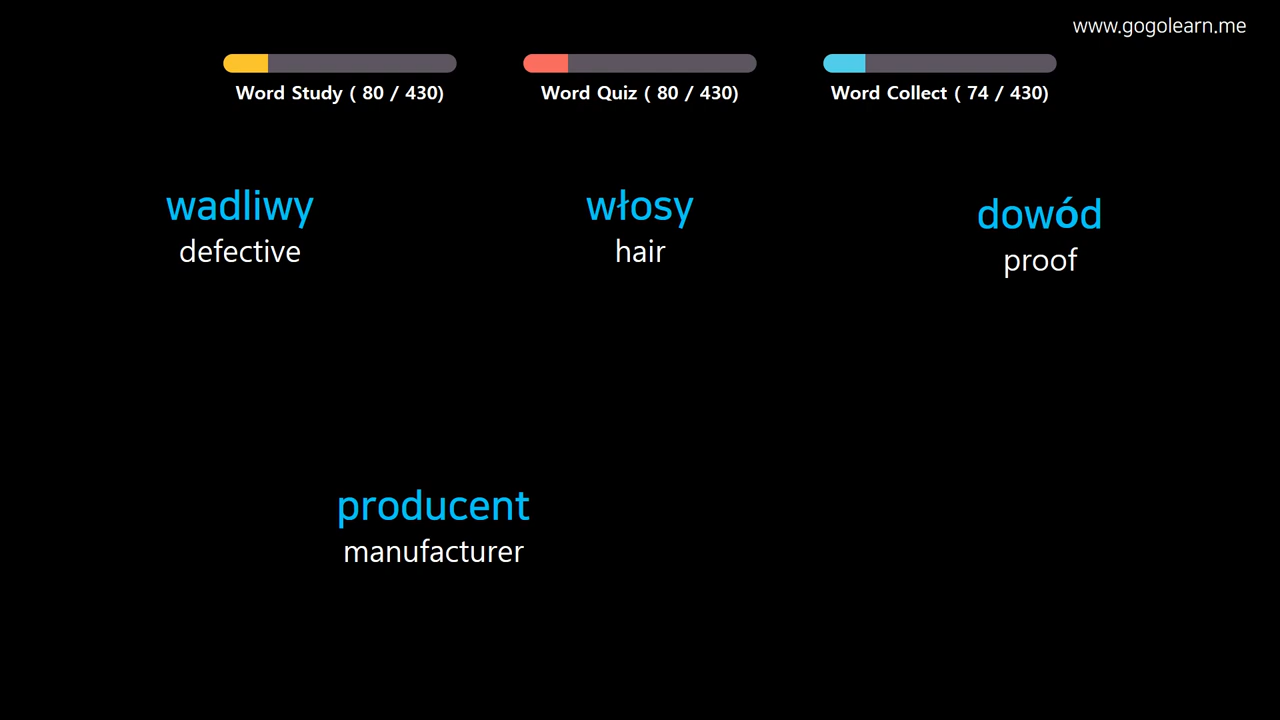 www.gogolearn.me
Word Study ( 80 / 430)
Word Quiz ( 80 / 430)
Word Collect ( 74 / 430)
wadliwy
defective
włosy
hair
dowód
proof
producent
manufacturer